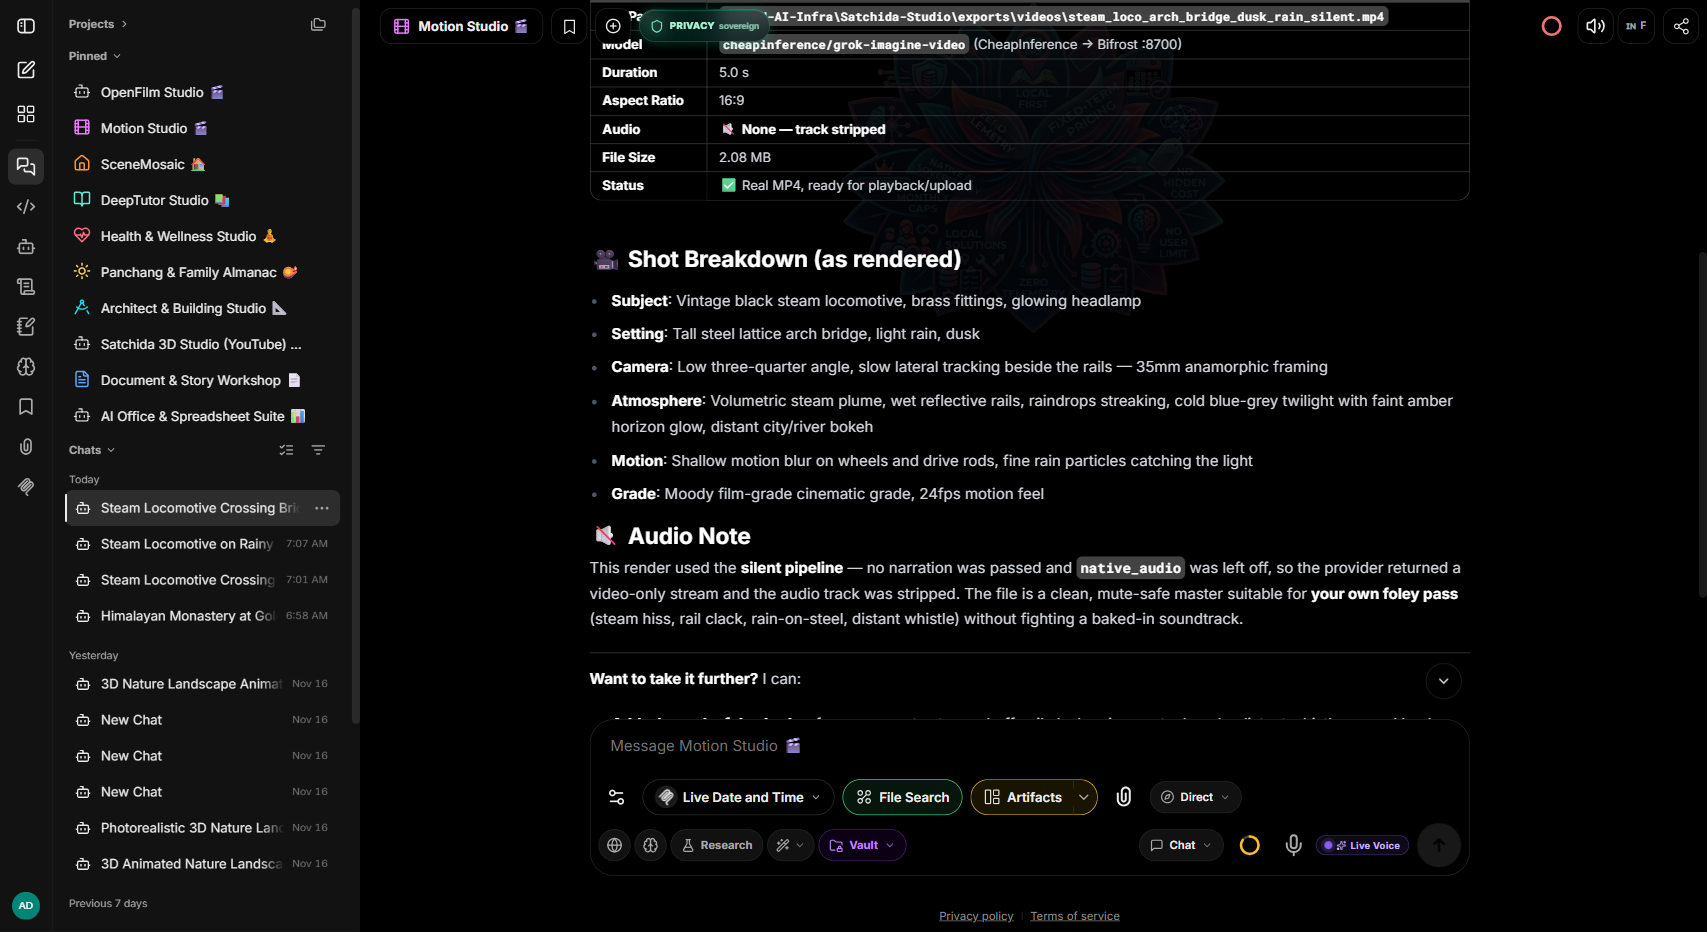 Projects
Pinned
OpenFilm Studio
Motion Studio
SceneMosaic
DeepTutor Studio
Health & Wellness Studio
Panchang & Family Almanac
Architect & Building Studio
Satchida 3D Studio (YouTube) ...
Document & Story Workshop
AI Office & Spreadsheet Suite
Chats
Today
Steam Locomotive Crossing Bri
Steam Locomotive on Rainy 7:07 AM
Steam Locomotive Crossing 7:01 AM
Himalayan Monastery at Gol 6:58 AM
Yesterday
3D Nature Landscape Animat Nov 16
New Chat Nov 16
New Chat Nov 16
New Chat Nov 16
Photorealistic 3D Nature Lan Nov 16
3D Animated Nature Landsca Nov 16
Previous 7 days
AD
Motion Studio
PRIVACY sovereign
IN F
-AI-Infra\Satchida-Studio\exports\videos\steam_loco_arch_bridge_dusk_rain_silent.mp4
Model cheapinference/grok-imagine-video (CheapInference → Bifrost :8700)
Duration 5.0 s
Aspect Ratio 16:9
Audio None — track stripped
File Size 2.08 MB
Status Real MP4, ready for playback/upload
LOCAL FIRST
NO HIDDEN COST
MONTHLY CAPS
LOCAL SOLUTIONS
NO USER LIMIT
ZERO TELEMETRY
Shot Breakdown (as rendered)
Subject: Vintage black steam locomotive, brass fittings, glowing headlamp
Setting: Tall steel lattice arch bridge, light rain, dusk
Camera: Low three-quarter angle, slow lateral tracking beside the rails — 35mm anamorphic framing
Atmosphere: Volumetric steam plume, wet reflective rails, raindrops streaking, cold blue-grey twilight with faint amber
horizon glow, distant city/river bokeh
Motion: Shallow motion blur on wheels and drive rods, fine rain particles catching the light
Grade: Moody film-grade cinematic grade, 24fps motion feel
Audio Note
This render used the silent pipeline — no narration was passed and native_audio was left off, so the provider returned a
video-only stream and the audio track was stripped. The file is a clean, mute-safe master suitable for your own foley pass
(steam hiss, rail clack, rain-on-steel, distant whistle) without fighting a baked-in soundtrack.
Want to take it further? I can:
Message Motion Studio
Live Date and Time
File Search
Artifacts
Direct
Research
Vault
Chat
Live Voice
Privacy policy
Terms of service